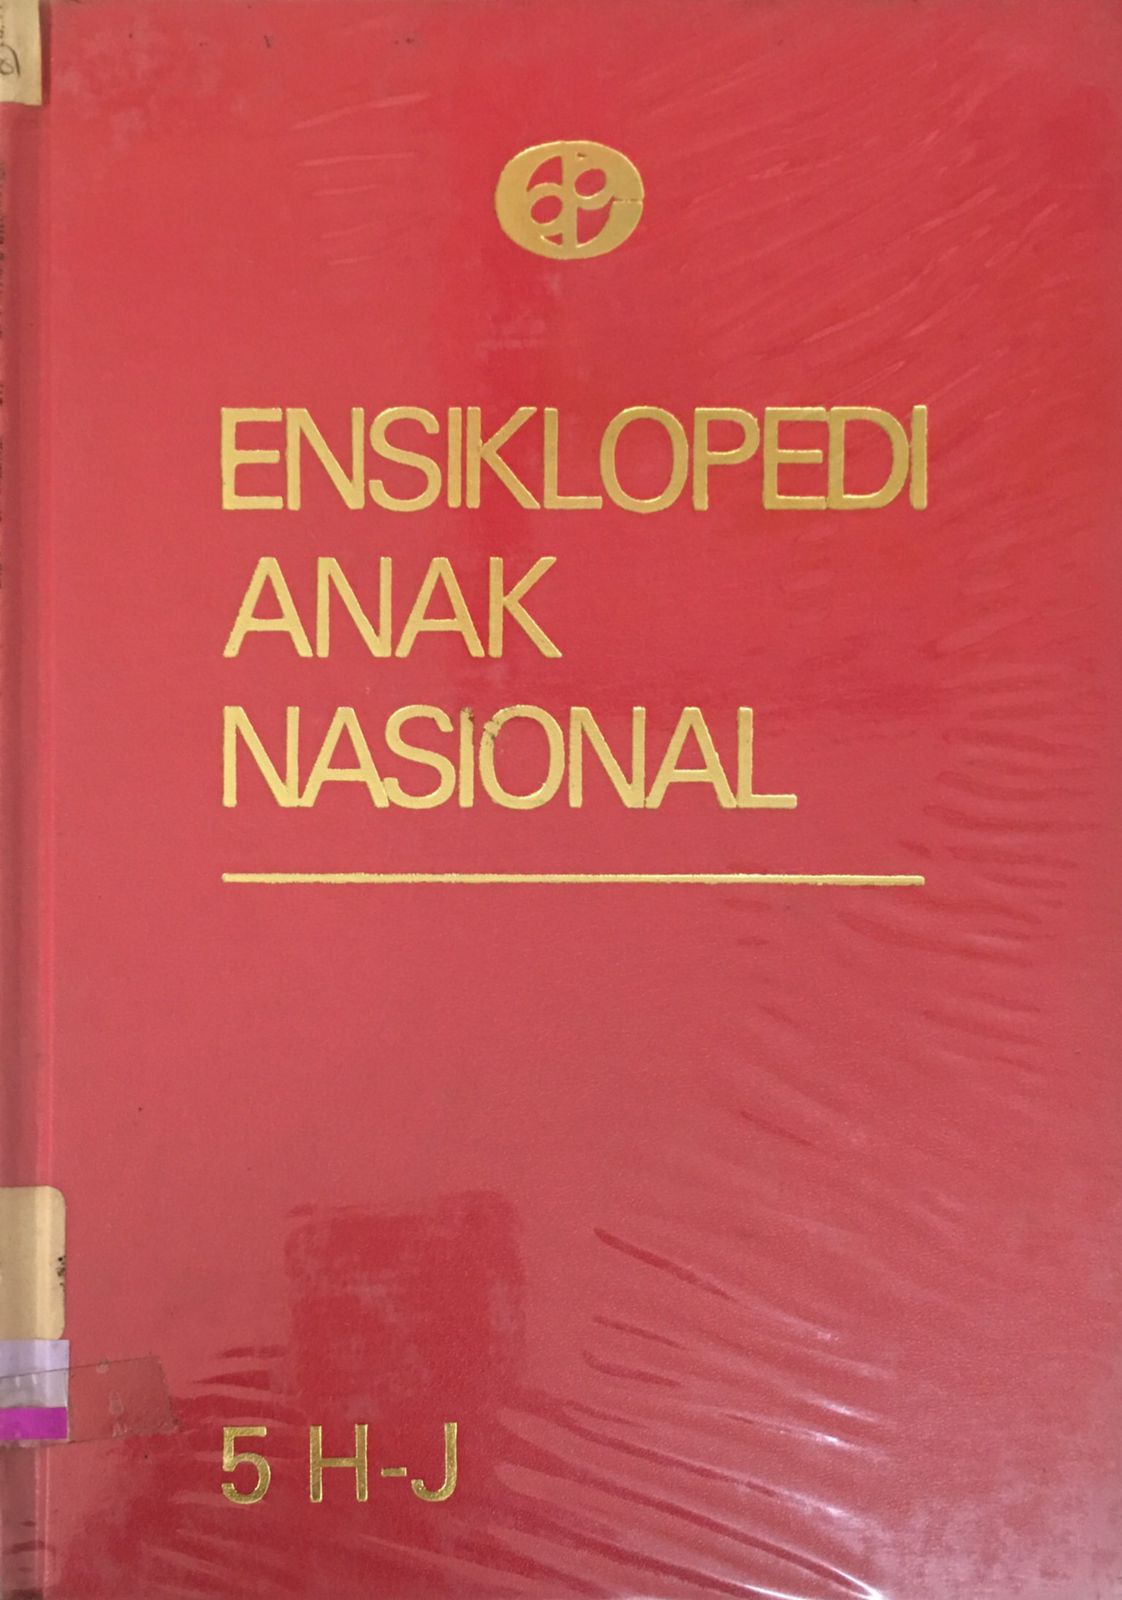 ENSIKLOPEDI
ANAK
NASIONAL
5 H-J